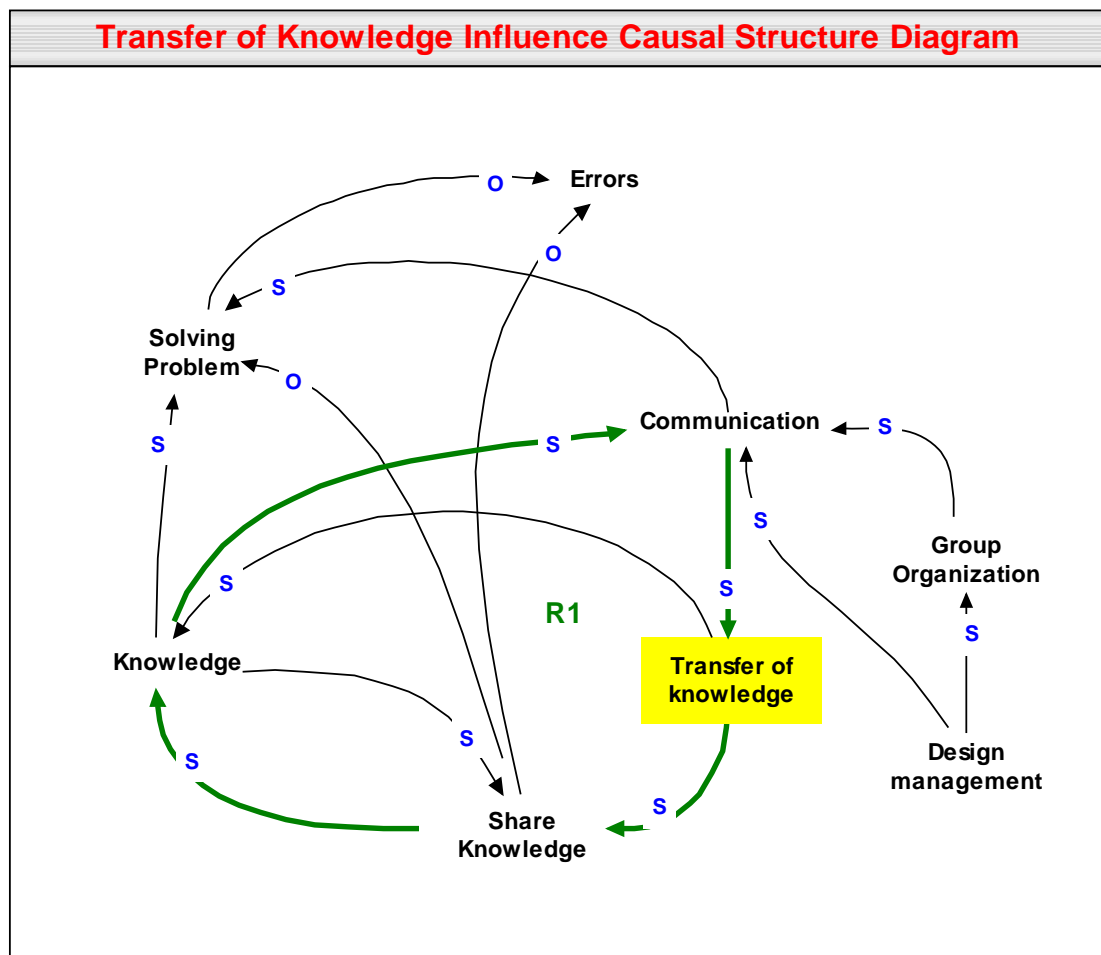 Transfer of Knowledge Influence Causal Structure Diagram
O
Errors
O
S
Solving
Problem
O
S
S
Communication
S
S
Group
Organization
S
S
R1
S
Knowledge
Transfer of
knowledge
S
S
S
Design
management
S
Share
Knowledge